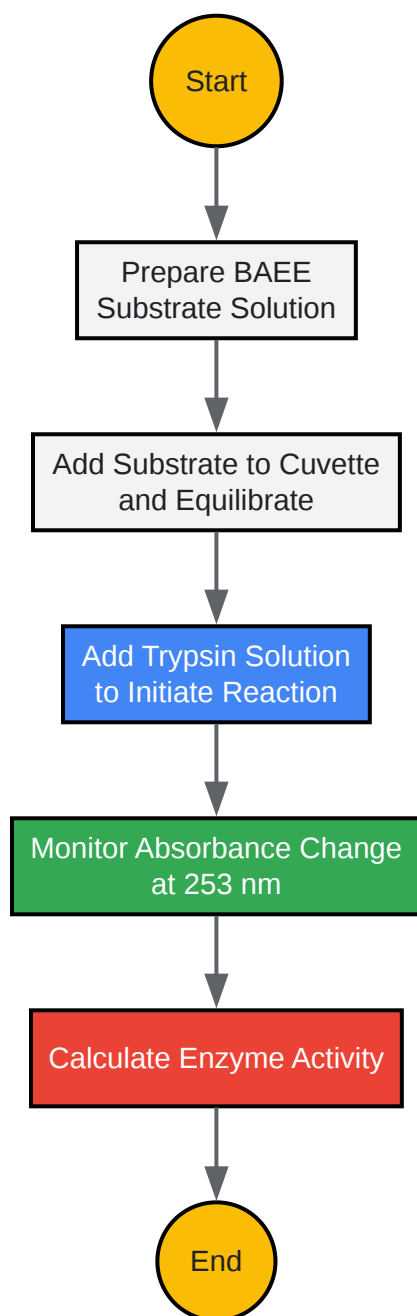 Start
Prepare BAEE
Substrate Solution
Add Substrate to Cuvette
and Equilibrate
Add Trypsin Solution
to Initiate Reaction
Monitor Absorbance Change
at 253 nm
Calculate Enzyme Activity
End